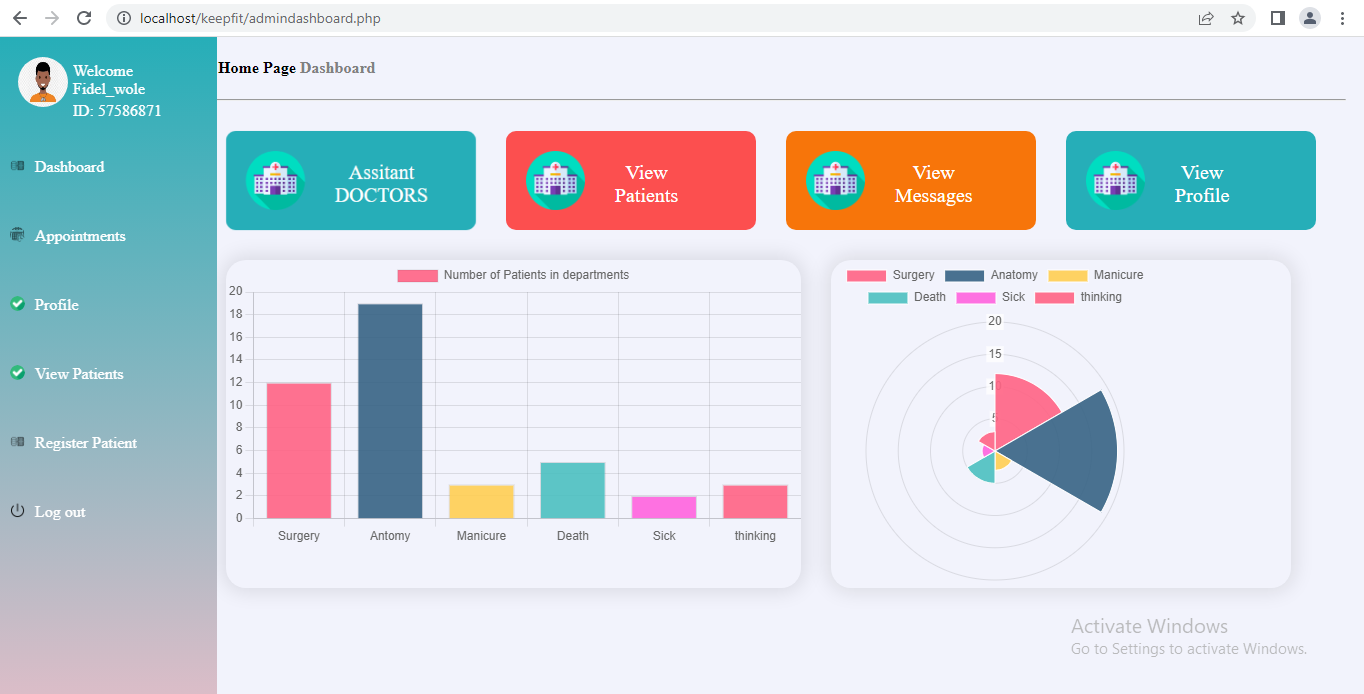 localhost/keepfit/admindashboard.php
Welcome
Fidel_wole
ID: 57586871
Dashboard
Appointments
Profile
View Patients
Register Patient
Log out
Home Page Dashboard
Assitant
DOCTORS
View
Patients
View
Messages
View
Profile
Number of Patients in departments
20
18
16
14
12
10
8
6
4
2
0
Surgery Antomy Manicure Death Sick thinking
Surgery Anatomy Manicure
Death Sick thinking
20
15
10
5
Activate Windows
Go to Settings to activate Windows.